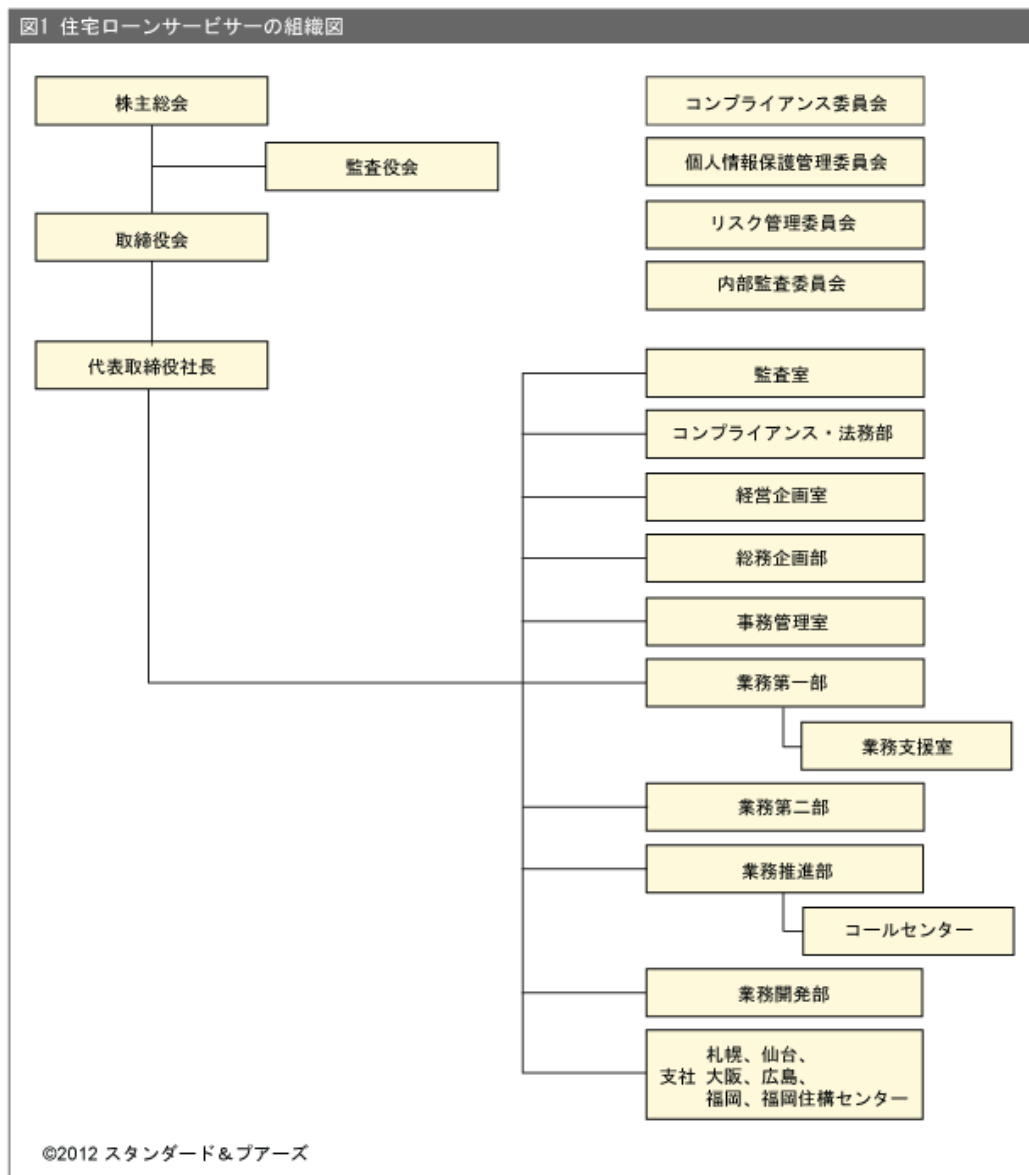 図1 住宅ローンサービサーの組織図
株主総会
監査役会
取締役会
代表取締役社長
コンプライアンス委員会
個人情報保護管理委員会
リスク管理委員会
内部監査委員会
監査室
コンプライアンス・法務部
経営企画室
総務企画部
事務管理室
業務第一部
業務支援室
業務第二部
業務推進部
コールセンター
業務開発部
札幌、仙台、
支社 大阪、広島、
福岡、福岡住構センター
©2012 スタンダード＆プアーズ